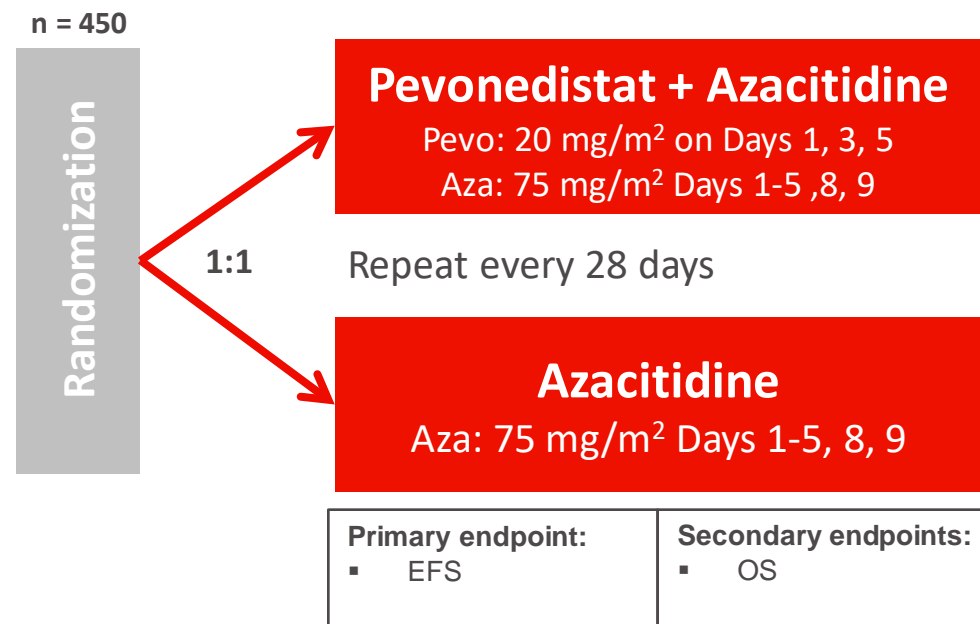 n = 450
Randomization
Pevonedistat + Azacitidine
Pevo: 20 mg/m² on Days 1, 3, 5
Aza: 75 mg/m² Days 1-5 ,8, 9
1:1
Repeat every 28 days
Azacitidine
Aza: 75 mg/m² Days 1-5, 8, 9
Primary endpoint:
▪ EFS
Secondary endpoints:
▪ OS